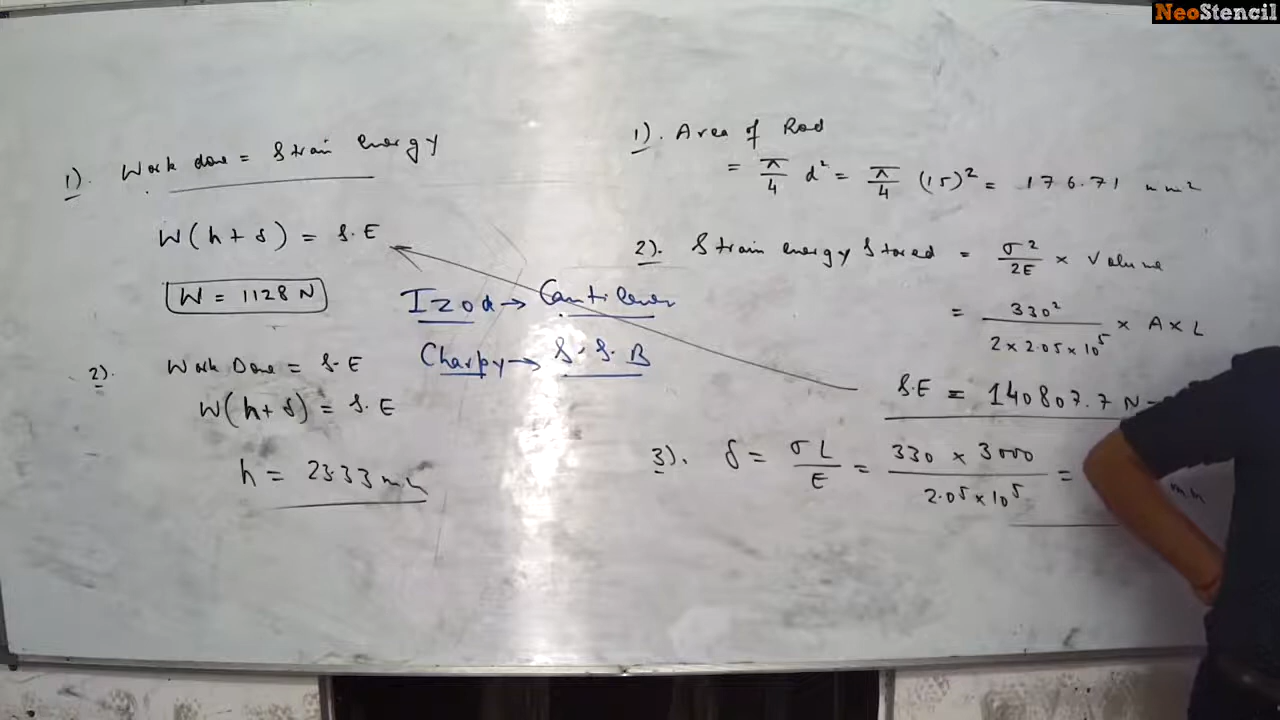 NeoStencil
1). Work done = Strain energy
W(h+δ) = S.E
W = 1128 N
2). Work Done = S.E
W(h+δ) = S.E
h = 2333 mm
Izod → Cantilever
Charpy → S.S.B
1). Area of Rod
= π/4 d² = π/4 (15)² = 176.71 mm²
2). Strain energy Stored = σ²/2E × Volume
= 330²/2 × 2.05 × 10⁵ × A × L
S.E = 140807.7 N-
3). δ = σL/E = 330 × 3000/2.05 × 10⁵ = mm